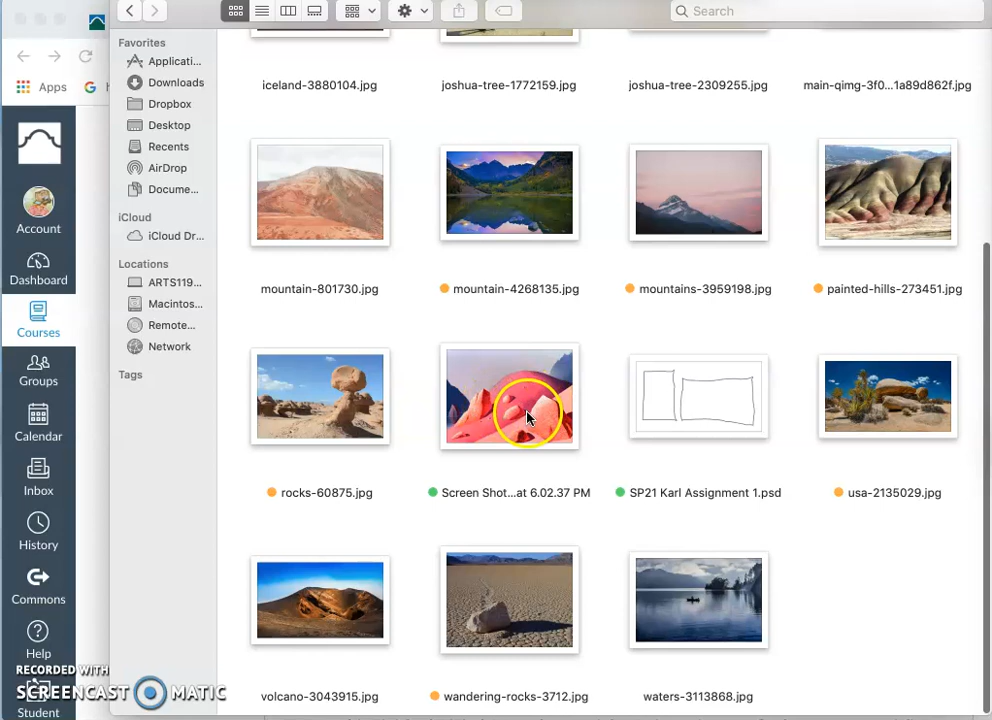 Search
Favorites
Applicati...
Downloads
Dropbox
Desktop
Recents
AirDrop
Docume...
iCloud
iCloud Dr...
Locations
ARTS119...
Macintos...
Remote...
Network
Tags
Apps
Account
Dashboard
Courses
Groups
Calendar
Inbox
History
Commons
Help
Student
iceland-3880104.jpg
joshua-tree-1772159.jpg
joshua-tree-2309255.jpg
main-qimg-3f0...1a89d862f.jpg
mountain-801730.jpg
mountain-4268135.jpg
mountains-3959198.jpg
painted-hills-273451.jpg
rocks-60875.jpg
Screen Shot...at 6.02.37 PM
SP21 Karl Assignment 1.psd
usa-2135029.jpg
volcano-3043915.jpg
wandering-rocks-3712.jpg
waters-3113868.jpg
RECORDED WITH
SCREENCAST MATIC